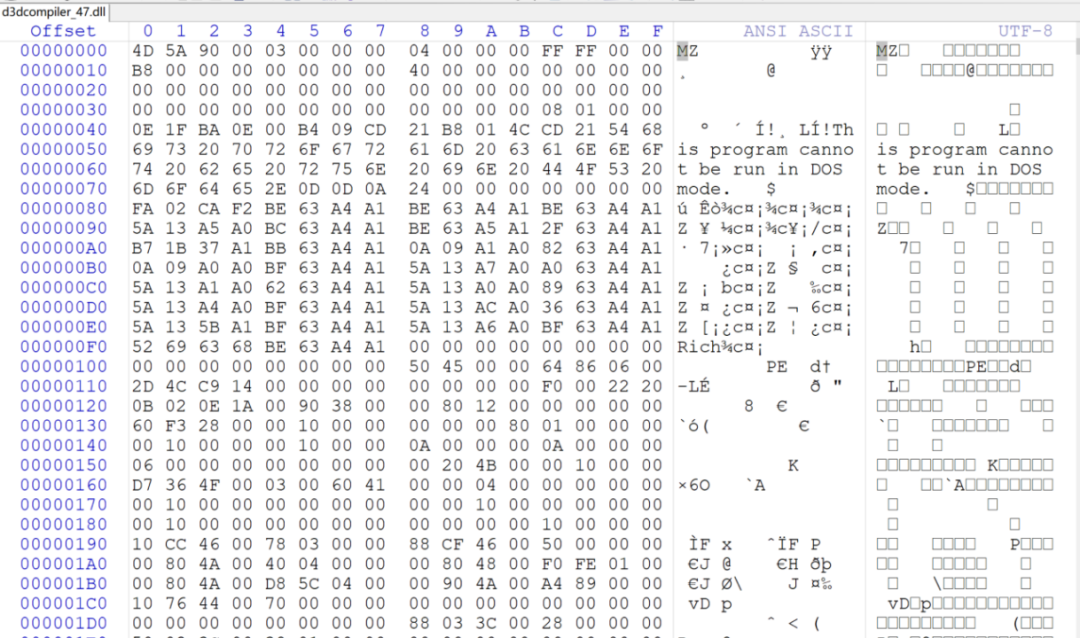 d3dcompiler_47.dll
Offset 0 1 2 3 4 5 6 7 8 9 A B C D E F ANSI ASCII UTF-8
00000000 4D 5A 90 00 03 00 00 00 04 00 00 00 FF FF 00 00 MZ ÿÿ MZ□ □□□□□□□
00000010 B8 00 00 00 00 00 00 00 40 00 00 00 00 00 00 00 ¸ @ □ □□□□@□□□□□□□
00000020 00 00 00 00 00 00 00 00 00 00 00 00 00 00 00 00
00000030 00 00 00 00 00 00 00 00 00 00 00 00 08 01 00 00 □
00000040 0E 1F BA 0E 00 B4 09 CD 21 B8 01 4C CD 21 54 68 º ´ Í!¸ LÍ!Th □ □ □ L□
00000050 69 73 20 70 72 6F 67 72 61 6D 20 63 61 6E 6E 6F is program canno is program canno
00000060 74 20 62 65 20 72 75 6E 20 69 6E 20 44 4F 53 20 t be run in DOS t be run in DOS
00000070 6D 6F 64 65 2E 0D 0D 0A 24 00 00 00 00 00 00 00 mode. $ mode. $□□□□□□□
00000080 FA 02 CA F2 BE 63 A4 A1 BE 63 A4 A1 BE 63 A4 A1 ú Êò¾c¤¡¾c¤¡¾c¤¡ □ □ □ □
00000090 5A 13 A5 A0 BC 63 A4 A1 BE 63 A5 A1 2F 63 A4 A1 Z ¥ ¼c¤¡¾c¥¡/c¤¡ Z□□ □ □ □
000000A0 B7 1B 37 A1 BB 63 A4 A1 0A 09 A1 A0 82 63 A4 A1 · 7¡»c¤¡ ¡ ‚c¤¡ 7□ □ □ □
000000B0 0A 09 A0 A0 BF 63 A4 A1 5A 13 A7 A0 A0 63 A4 A1 ¿c¤¡Z § c¤¡ □ □ □ □
000000C0 5A 13 A1 A0 62 63 A4 A1 5A 13 A0 A0 89 63 A4 A1 Z ¡ bc¤¡Z ‰c¤¡ □ □ □ □
000000D0 5A 13 A4 A0 BF 63 A4 A1 5A 13 AC A0 36 63 A4 A1 Z ¤ ¿c¤¡Z ¬ 6c¤¡ □ □ □ □
000000E0 5A 13 5B A1 BF 63 A4 A1 5A 13 A6 A0 BF 63 A4 A1 Z [¡¿c¤¡Z ¦ ¿c¤¡ □ □ □ □
000000F0 52 69 63 68 BE 63 A4 A1 00 00 00 00 00 00 00 00 Rich¾c¤¡ h□ □□□□□□□□
00000100 00 00 00 00 00 00 00 00 50 45 00 00 64 86 06 00 PE d† □□□□□□□□PE□□d□
00000110 2D 4C C9 14 00 00 00 00 00 00 00 00 F0 00 22 20 -LÉ ð " L□ □□□□□□□
00000120 0B 02 0E 1A 00 90 38 00 00 80 12 00 00 00 00 00 8 € □□□□□□ □ □□□
00000130 60 F3 28 00 00 10 00 00 00 00 00 80 01 00 00 00 `ó( € `□ □□□□□□□ □
00000140 00 10 00 00 00 10 00 00 0A 00 00 00 0A 00 00 00 □ □
00000150 06 00 00 00 00 00 00 00 00 20 4B 00 00 10 00 00 K □□□□□□□□□ K□□□□□
00000160 D7 36 4F 00 03 00 60 41 00 00 04 00 00 00 00 00 ×6O `A □ □□`A□□□□□□□□
00000170 00 10 00 00 00 00 00 00 00 00 10 00 00 00 00 00 □ □
00000180 00 10 00 00 00 00 00 00 00 00 00 00 10 00 00 00 □ □
00000190 10 CC 46 00 78 03 00 00 88 CF 46 00 50 00 00 00 ÌF x ˆÏF P □□ □□□□ P□□□
000001A0 00 80 4A 00 40 04 00 00 00 80 48 00 F0 FE 01 00 €J @ €H ðþ □□ □□□□□ □
000001B0 00 80 4A 00 D8 5C 04 00 00 90 4A 00 A4 89 00 00 €J Ø\ J ¤‰ □ \□□□□ □
000001C0 10 76 44 00 70 00 00 00 00 00 00 00 00 00 00 00 vD p vD□p□□□□□□□□□□□
000001D0 00 00 00 00 00 00 00 00 88 03 3C 00 28 00 00 00 ˆ < ( □□□□□□□□□ (□□□